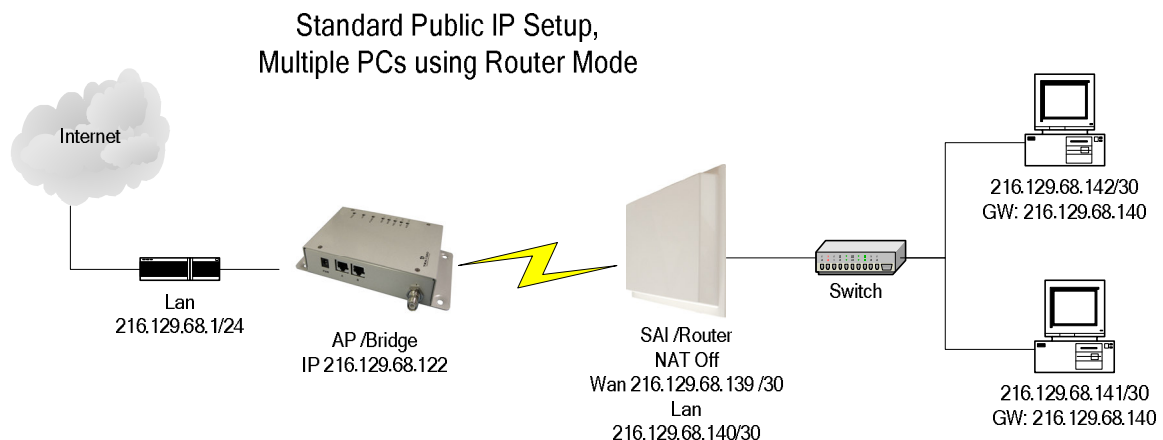 Standard Public IP Setup,
Multiple PCs using Router Mode
Internet
Lan
216.129.68.1/24
AP /Bridge
IP 216.129.68.122
SAI /Router
NAT Off
Wan 216.129.68.139 /30
Lan
216.129.68.140/30
Switch
216.129.68.142/30
GW: 216.129.68.140
216.129.68.141/30
GW: 216.129.68.140